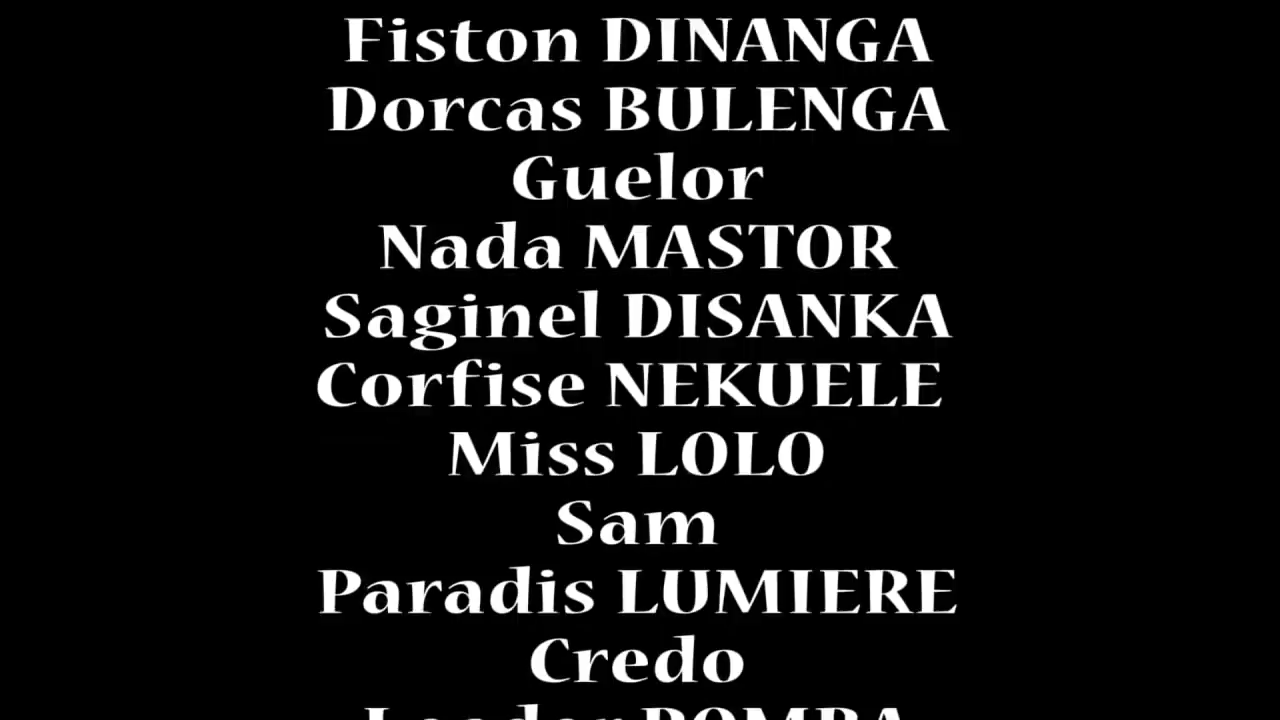 Fiston DINANGA
Dorcas BULENGA
Guelor
Nada MASTOR
Saginel DISANKA
Corfise NEKUELE
Miss LOLO
Sam
Paradis LUMIERE
Credo